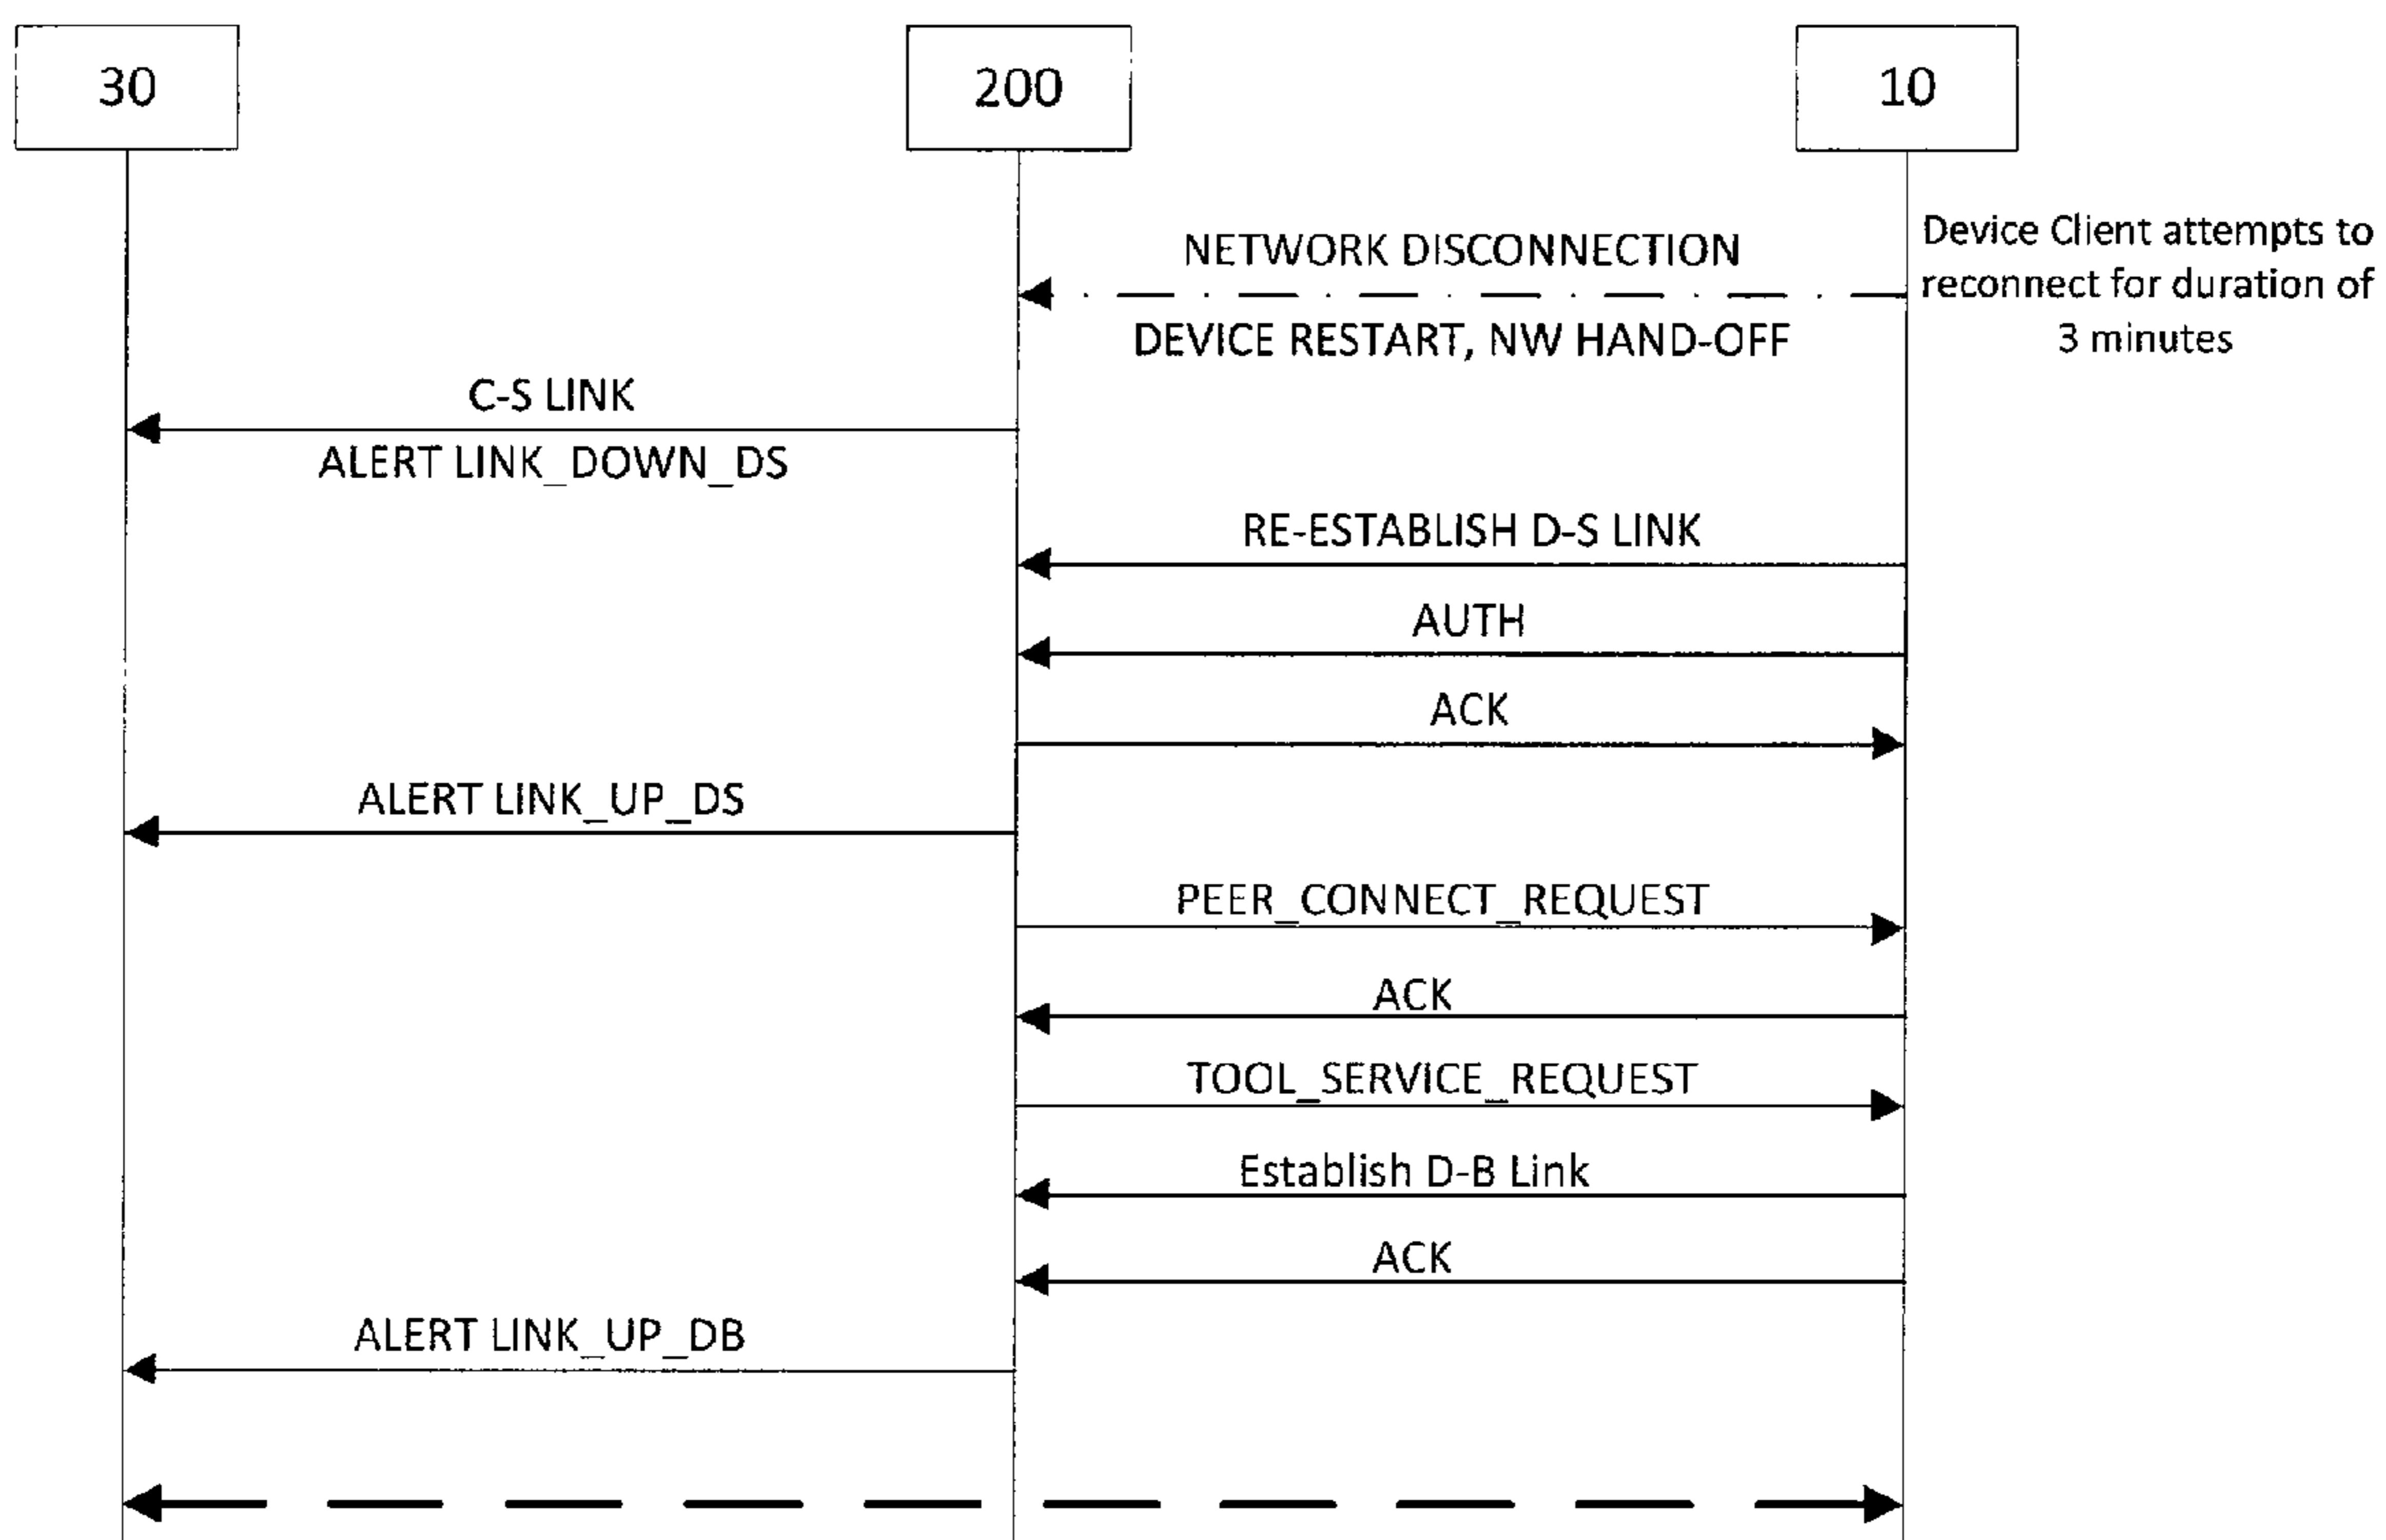 30
200
10
Device Client attempts to
reconnect for duration of
3 minutes
NETWORK DISCONNECTION
DEVICE RESTART, NW HAND-OFF
C-S LINK
ALERT LINK_DOWN_DS
RE-ESTABLISH D-S LINK
AUTH
ACK
ALERT LINK_UP_DS
PEER_CONNECT_REQUEST
ACK
TOOL_SERVICE_REQUEST
Establish D-B Link
ACK
ALERT LINK_UP_DB